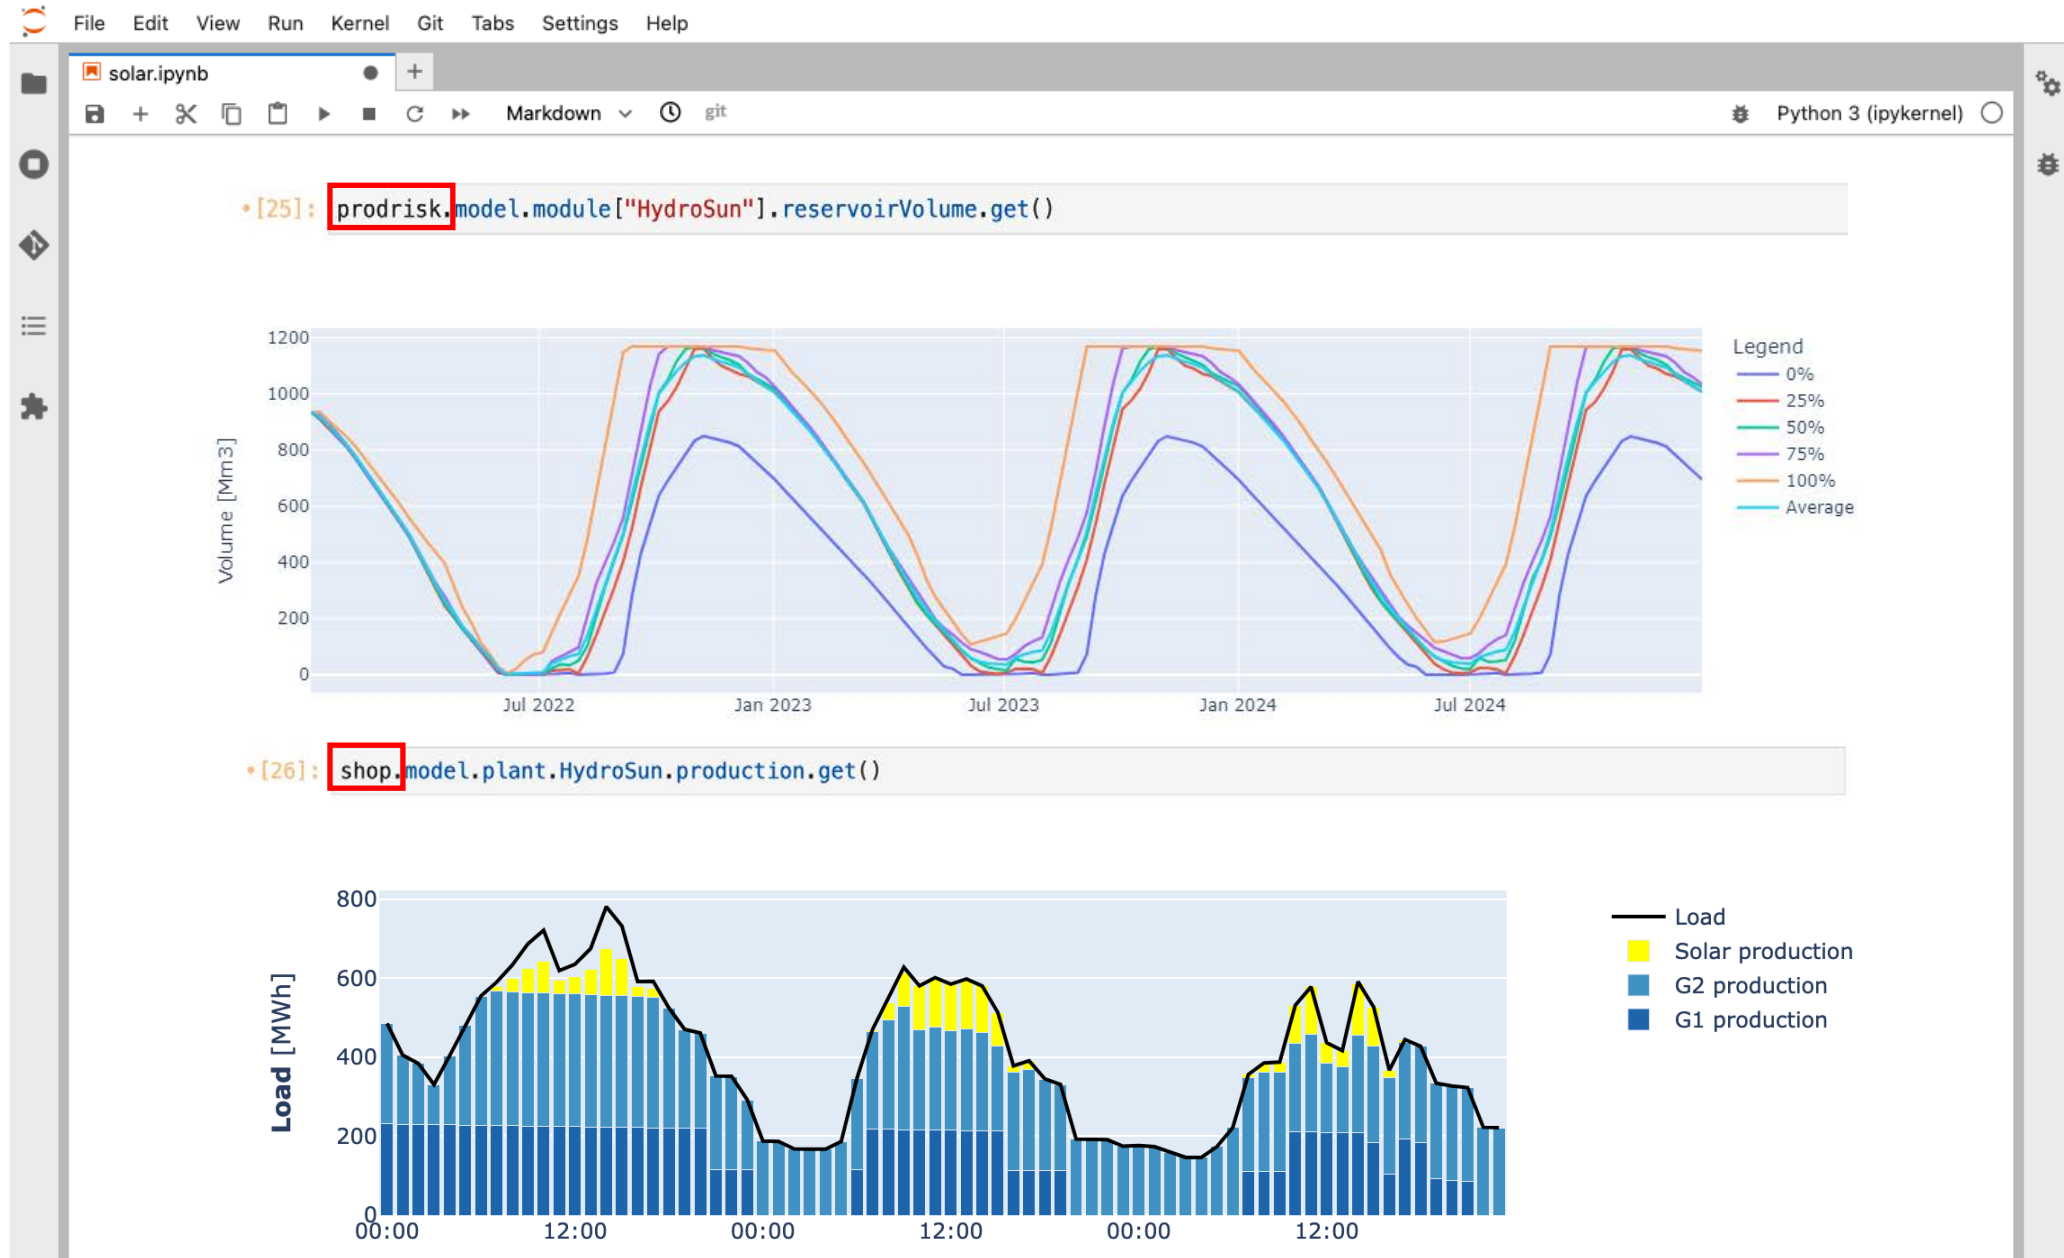 File Edit View Run Kernel Git Tabs Settings Help
solar.ipynb
Markdown git Python 3 (ipykernel)
[25]: prodrisk.model.module["HydroSun"].reservoirVolume.get()
Volume [Mm3]
1200
1000
800
600
400
200
0
Jul 2022 Jan 2023 Jul 2023 Jan 2024 Jul 2024
Legend
0%
25%
50%
75%
100%
Average
[26]: shop.model.plant.HydroSun.production.get()
Load [MWh]
800
600
400
200
0
00:00 12:00 00:00 12:00 00:00 12:00
Load
Solar production
G2 production
G1 production